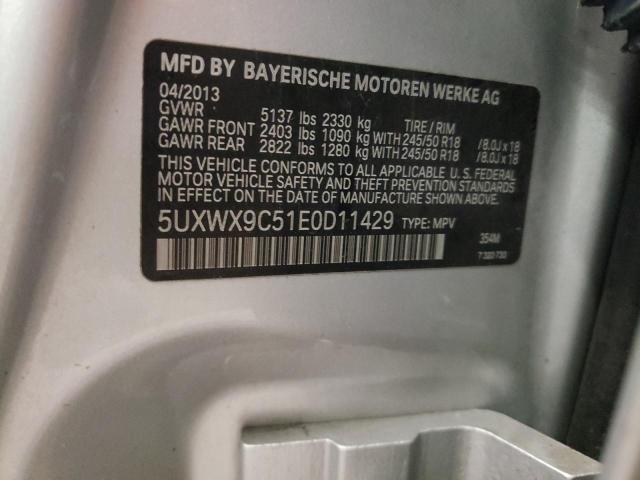 MFD BY BAYERISCHE MOTOREN WERKE AG
04/2013
GVWR 5137 lbs 2330 kg TIRE / RIM
GAWR FRONT 2403 lbs 1090 kg WITH 245/50 R18 / 8.0J x 18
GAWR REAR 2822 lbs 1280 kg WITH 245/50 R18 / 8.0J x 18
THIS VEHICLE CONFORMS TO ALL APPLICABLE U. S. FEDERAL
MOTOR VEHICLE SAFETY AND THEFT PREVENTION STANDARDS
IN EFFECT ON THE DATE OF MANUFACTURE SHOWN ABOVE.
5UXWX9C51E0D11429 TYPE: MPV
354M
7 320 730